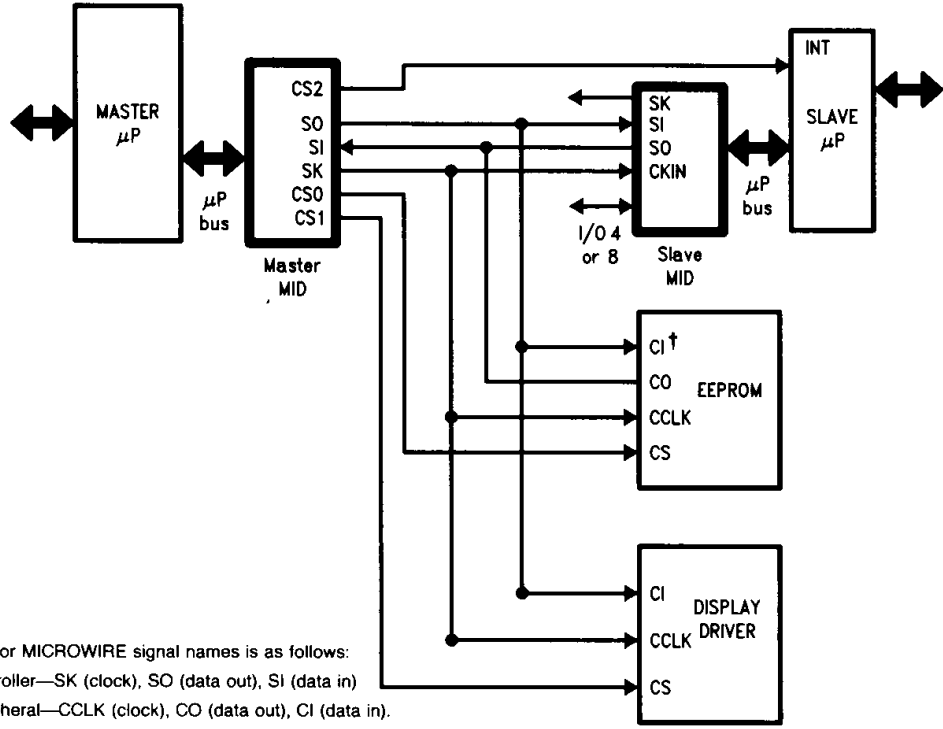 MASTER
μP
μP
bus
CS2
SO
SI
SK
CS0
CS1
Master
MID
SK
SI
SO
CKIN
I/O 4
or 8
Slave
MID
μP
bus
INT
SLAVE
μP
CI†
CO
CCLK
CS
EEPROM
CI
CCLK
CS
DISPLAY
DRIVER
or MICROWIRE signal names is as follows:
roller—SK (clock), SO (data out), SI (data in)
heral—CCLK (clock), CO (data out), CI (data in).